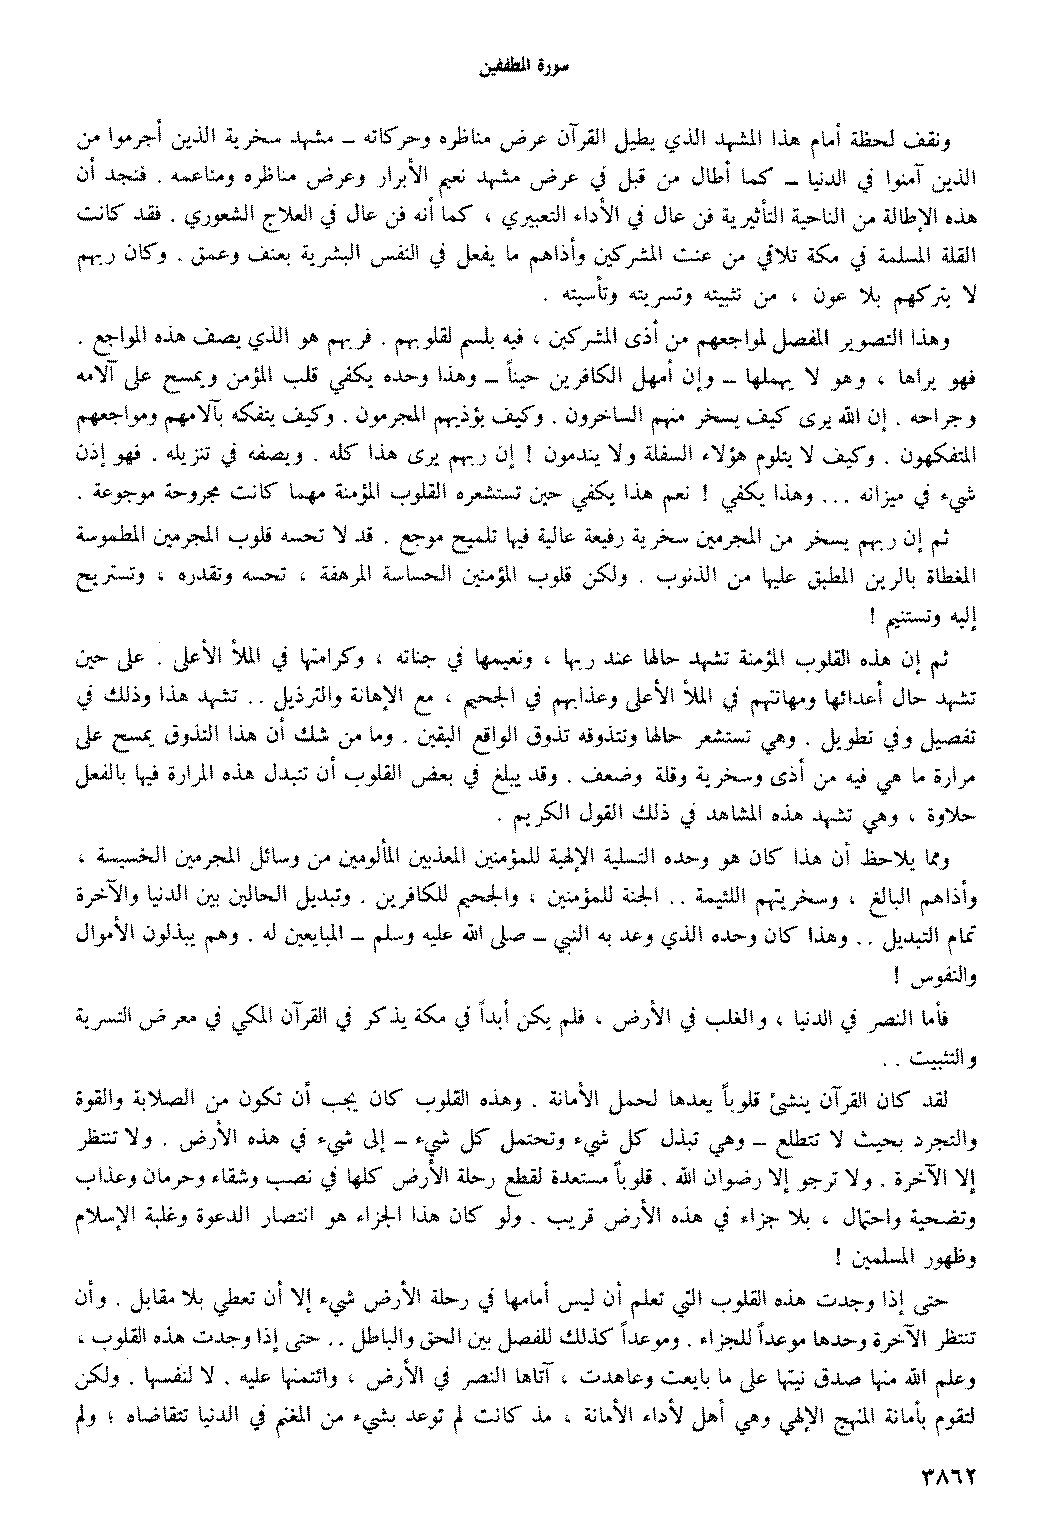 سورة المطففين
ونقف لحظة أمام هذا المشهد الذي يطيل القرآن عرض مناظره وحركاته – مشهد سخرية الذين أجرموا من
الذين آمنوا في الدنيا – كما أطال من قبل في عرض مشهد نعيم الأبرار وعرض مناظره ومناعمه . فنجد أن
هذه الإطالة من الناحية التأثيرية فن عال في الأداء التعبيري ، كما أنه فن عال في العلاج الشعوري . فقد كانت
القلة المسلمة في مكة تلاقي من عنت المشركين وأذاهم ما يفعل في النفس البشرية بعنف وعمق . وكان ربهم
لا يتركهم بلا عون ، من تثبيته وتسريته وتأسيته .
وهذا التصوير المفصل لمواجعهم من أذى المشركين ، فيه بلسم لقلوبهم . فربهم هو الذي يصف هذه المواجع .
فهو يراها ، وهو لا يهملها – وإن أمهل الكافرين حيناً – وهذا وحده يكفي قلب المؤمن ويمسح على آلامه
وجراحه . إن الله يرى كيف يسخر منهم الساخرون . وكيف يؤذيهم المجرمون . وكيف يتفكه بآلامهم ومواجعهم
المتفكهون . وكيف لا يتلوم هؤلاء السفلة ولا يندمون ! إن ربهم يرى هذا كله . ويصفه في تنزيله . فهو إذن
شيء في ميزانه ... وهذا يكفي ! نعم هذا يكفي حين تستشعره القلوب المؤمنة مهما كانت مجروحة موجوعة .
ثم إن ربهم يسخر من المجرمين سخرية رفيعة عالية فيها تلميح موجع . قد لا تحسه قلوب المجرمين المطموسة
المغطاة بالرين المطبق عليها من الذنوب . ولكن قلوب المؤمنين الحساسة المرهفة ، تحسه وتقدره ، وتستريح
إليه وتستنيم !
ثم إن هذه القلوب المؤمنة تشهد حالها عند ربها ، ونعيمها في جناته ، وكرامتها في الملأ الأعلى . على حين
تشهد حال أعدائها ومهانتهم في الملأ الأعلى وعذابهم في الجحيم ، مع الإهانة والترذيل .. تشهد هذا وذلك في
تفصيل وفي تطويل . وهي تستشعر حالها وتتذوقه تذوق الواقع اليقين . وما من شك أن هذا التذوق يمسح على
مرارة ما هي فيه من أذى وسخرية وقلة وضعف . وقد يبلغ في بعض القلوب أن تتبدل هذه المرارة فيها بالفعل
حلاوة ، وهي تشهد هذه المشاهد في ذلك القول الكريم .
ومما يلاحظ أن هذا كان هو وحده التسلية الإلهية للمؤمنين المعذبين المألومين من وسائل المجرمين الخسيسة ،
وأذاهم البالغ ، وسخريتهم اللئيمة .. الجنة للمؤمنين ، والجحيم للكافرين . وتبديل الحالين بين الدنيا والآخرة
تمام التبديل .. وهذا كان وحده الذي وعد به النبي – صلى الله عليه وسلم – المبايعين له . وهم يبذلون الأموال
والنفوس !
فأما النصر في الدنيا ، والغلب في الأرض ، فلم يكن أبداً في مكة يذكر في القرآن المكي في معرض التسرية
والتثبيت ..
لقد كان القرآن ينشئ قلوباً يعدها لحمل الأمانة . وهذه القلوب كان يجب أن تكون من الصلابة والقوة
والتجرد بحيث لا تتطلع – وهي تبذل كل شيء وتحتمل كل شيء – إلى شيء في هذه الأرض . ولا تنتظر
إلا الآخرة . ولا ترجو إلا رضوان الله . قلوباً مستعدة لقطع رحلة الأرض كلها في نصب وشقاء وحرمان وعذاب
وتضحية واحتمال ، بلا جزاء في هذه الأرض قريب . ولو كان هذا الجزاء هو انتصار الدعوة وغلبة الإسلام
وظهور المسلمين !
حتى إذا وجدت هذه القلوب التي تعلم أن ليس أمامها في رحلة الأرض شيء إلا أن تعطي بلا مقابل . وأن
تنتظر الآخرة وحدها موعداً للجزاء . وموعداً كذلك للفصل بين الحق والباطل .. حتى إذا وجدت هذه القلوب ،
وعلم الله منها صدق نيتها على ما بايعت وعاهدت ، آتاها النصر في الأرض ، وائتمنها عليه . لا لنفسها . ولكن
لتقوم بأمانة المنهج الإلهي وهي أهل لأداء الأمانة ، مذ كانت لم توعد بشيء من المغنم في الدنيا تتقاضاه ؛ ولم
٣٨٦٢